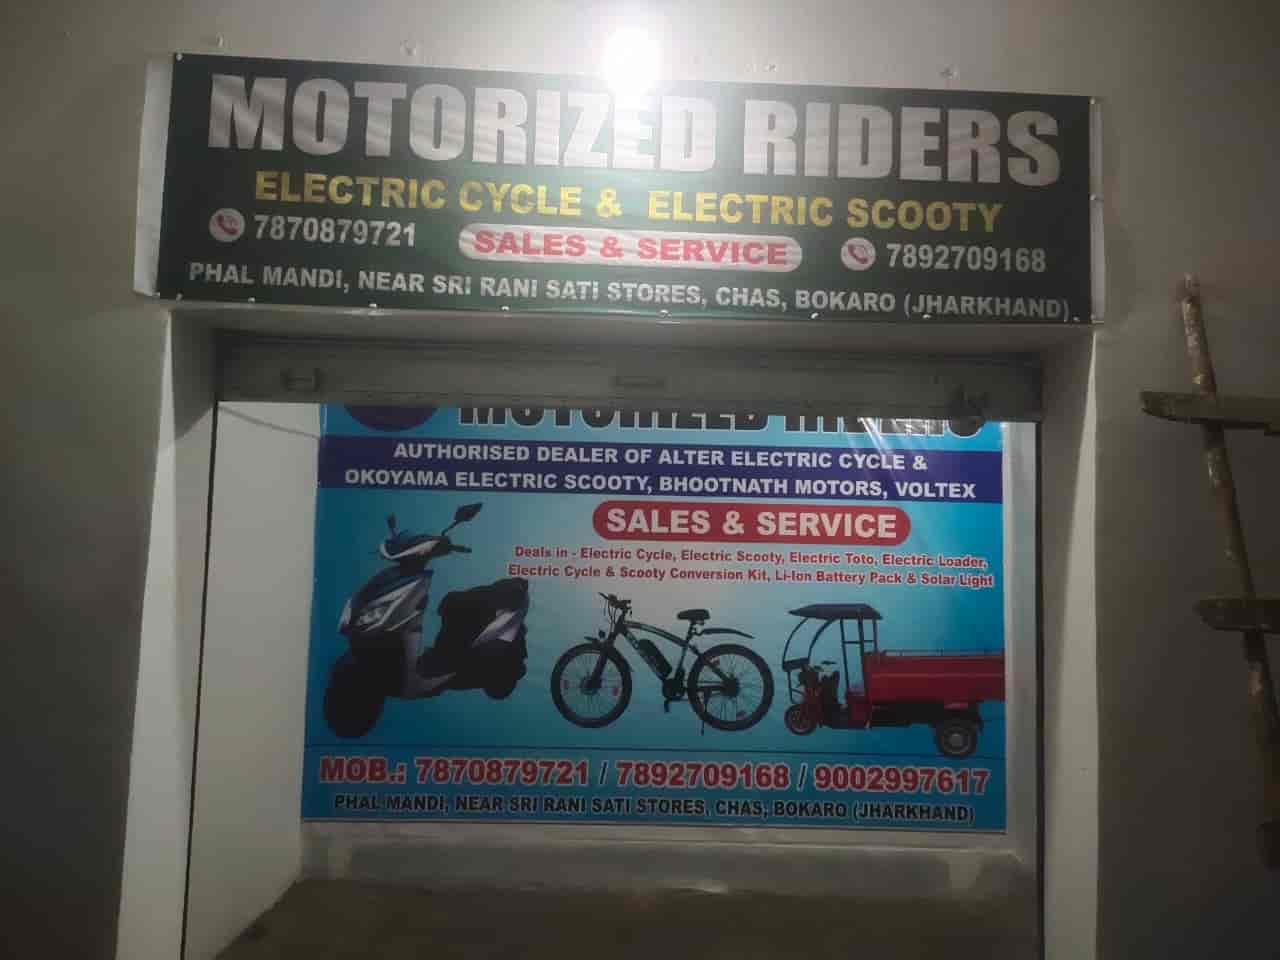 MOTORIZED RIDERS
ELECTRIC CYCLE & ELECTRIC SCOOTY
7870879721
SALES & SERVICE
7892709168
PHAL MANDI, NEAR SRI RANI SATI STORES, CHAS, BOKARO (JHARKHAND)
MOTORIZED RIDERS
AUTHORISED DEALER OF ALTER ELECTRIC CYCLE &
OKOYAMA ELECTRIC SCOOTY, BHOOTNATH MOTORS, VOLTEX
SALES & SERVICE
Deals in - Electric Cycle, Electric Scooty, Electric Toto, Electric Loader,
Electric Cycle & Scooty Conversion Kit, Li-Ion Battery Pack & Solar Light
MOB.: 7870879721 / 7892709168 / 9002997617
PHAL MANDI, NEAR SRI RANI SATI STORES, CHAS, BOKARO (JHARKHAND)